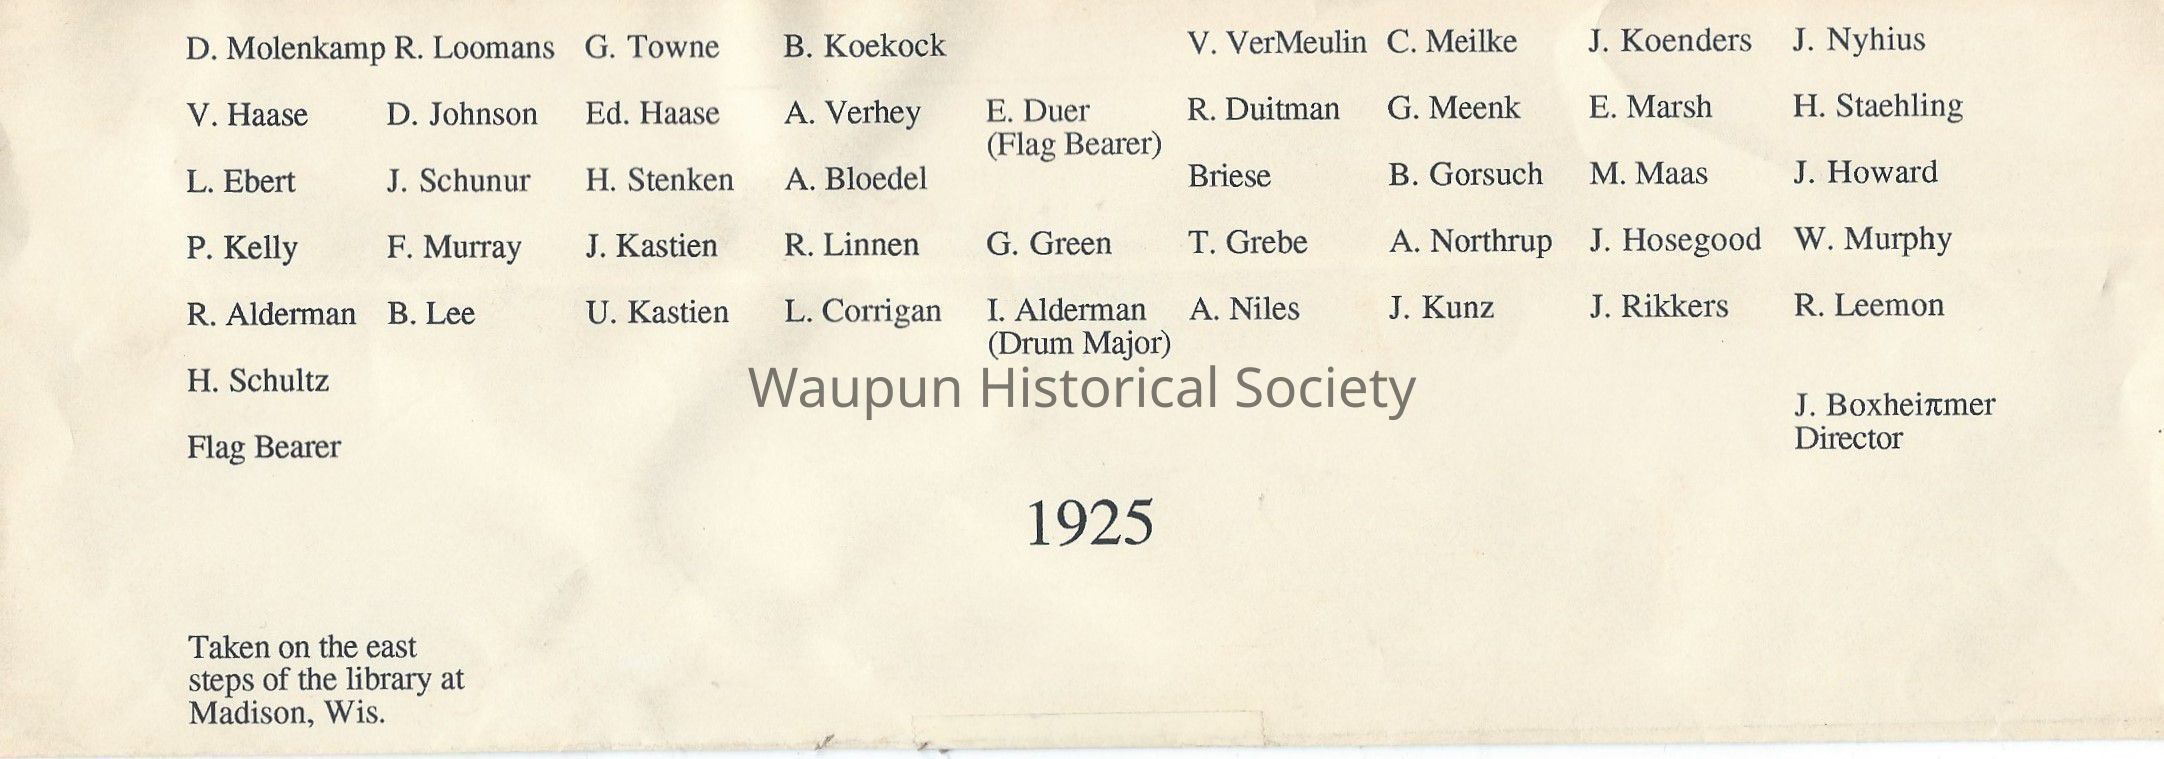 D. Molenkamp R. Loomans G. Towne B. Koekock V. VerMeulin C. Meilke J. Koenders J. Nyhius
V. Haase D. Johnson Ed. Haase A. Verhey E. Duer R. Duitman G. Meenk E. Marsh H. Staehling
(Flag Bearer)
L. Ebert J. Schunur H. Stenken A. Bloedel Briese B. Gorsuch M. Maas J. Howard
P. Kelly F. Murray J. Kastien R. Linnen G. Green T. Grebe A. Northrup J. Hosegood W. Murphy
R. Alderman B. Lee U. Kastien L. Corrigan I. Alderman A. Niles J. Kunz J. Rikkers R. Leemon
(Drum Major)
H. Schultz
Waupun Historical Society
J. Boxheiπmer
Flag Bearer Director
1925
Taken on the east
steps of the library at
Madison, Wis.